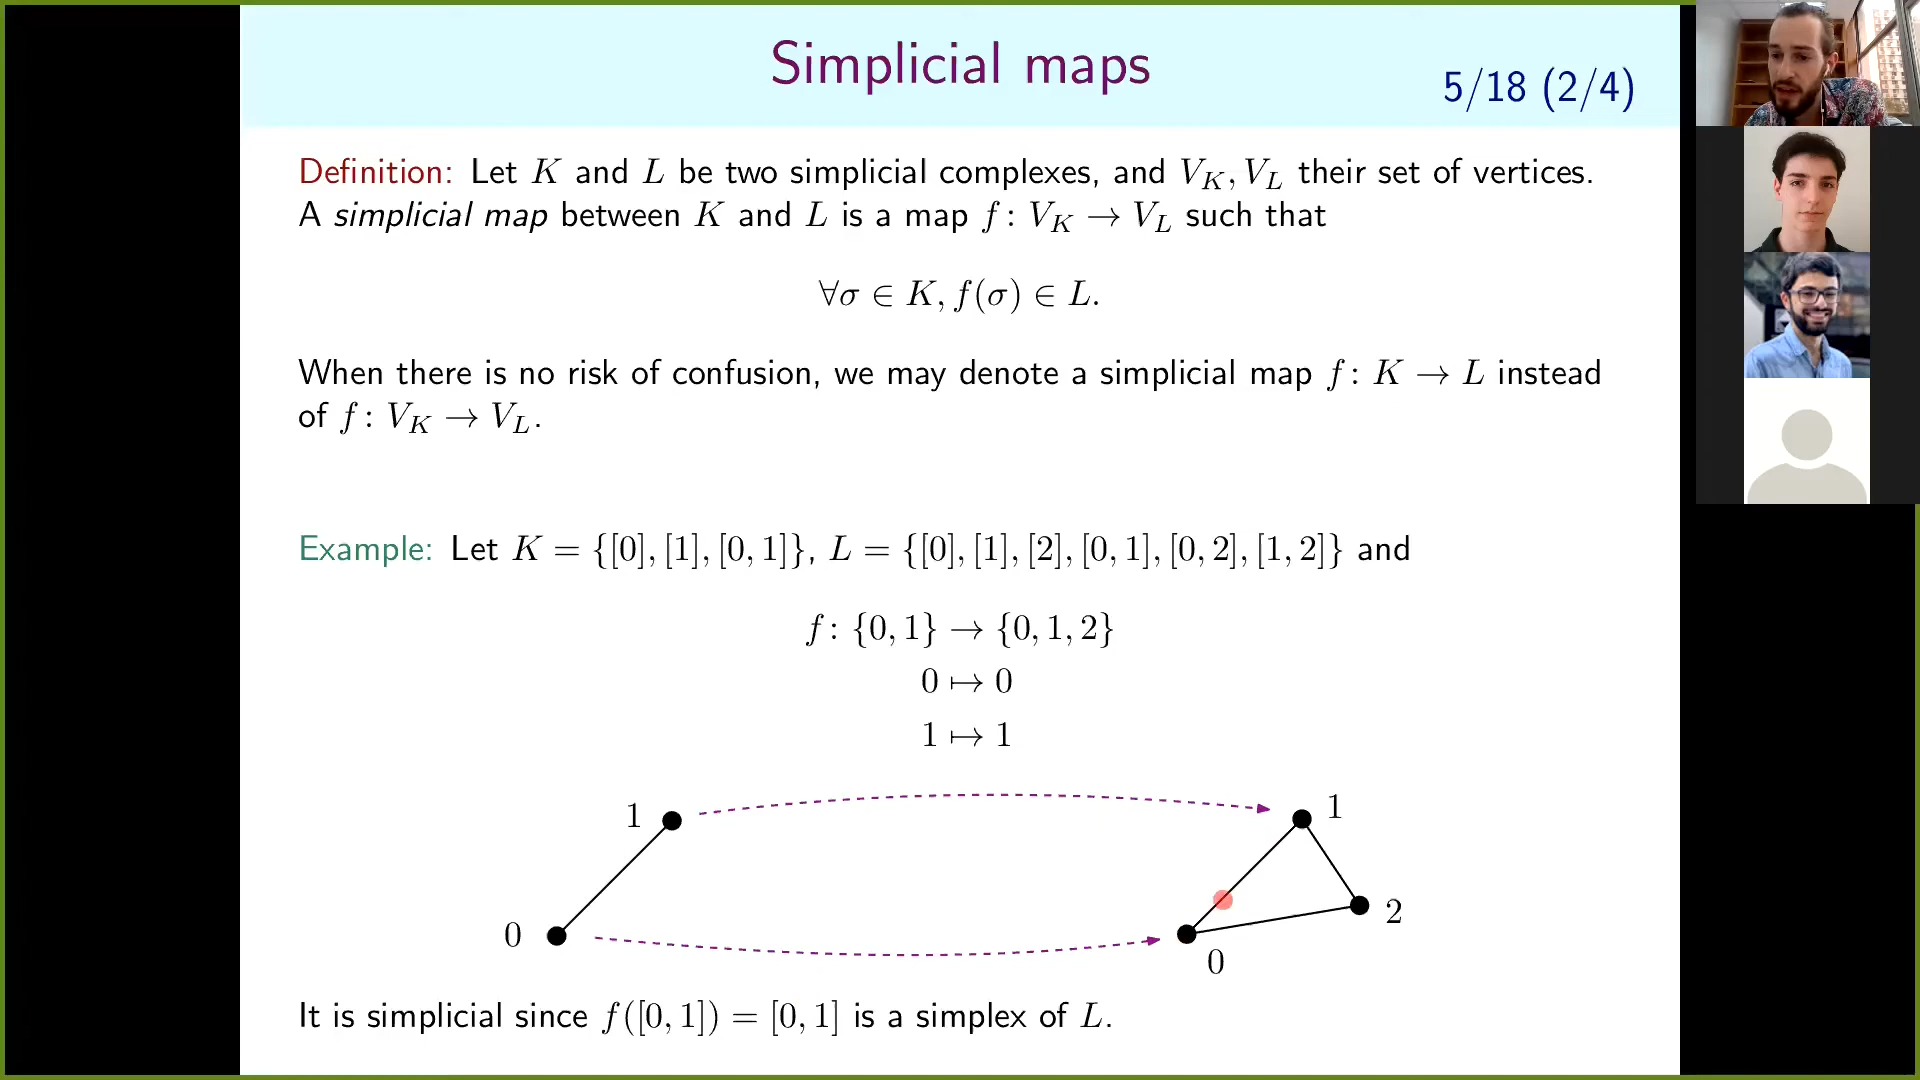 Simplicial maps
5/18 (2/4)
Definition: Let K and L be two simplicial complexes, and V_K, V_L their set of vertices.
A simplicial map between K and L is a map f : V_K → V_L such that
∀σ ∈ K, f(σ) ∈ L.
When there is no risk of confusion, we may denote a simplicial map f : K → L instead
of f : V_K → V_L.
Example: Let K = {[0], [1], [0, 1]}, L = {[0], [1], [2], [0, 1], [0, 2], [1, 2]} and
f : {0, 1} → {0, 1, 2}
0 ↦ 0
1 ↦ 1
1
1
0
2
0
It is simplicial since f([0, 1]) = [0, 1] is a simplex of L.